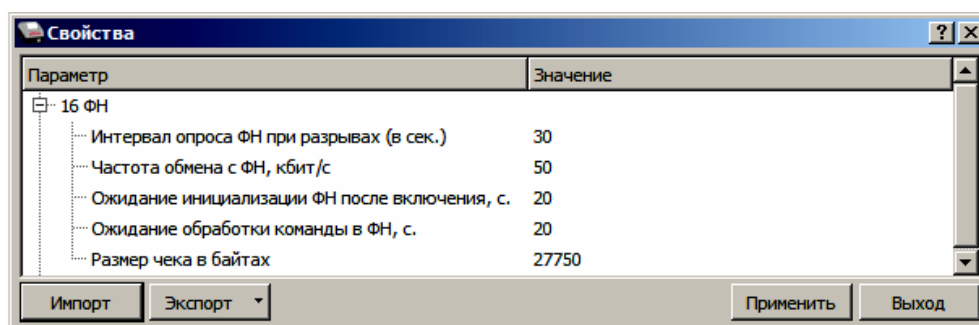 Свойства
Параметр Значение
16 ФН
Интервал опроса ФН при разрывах (в сек.) 30
Частота обмена с ФН, кбит/с 50
Ожидание инициализации ФН после включения, с. 20
Ожидание обработки команды в ФН, с. 20
Размер чека в байтах 27750
Импорт Экспорт Применить Выход